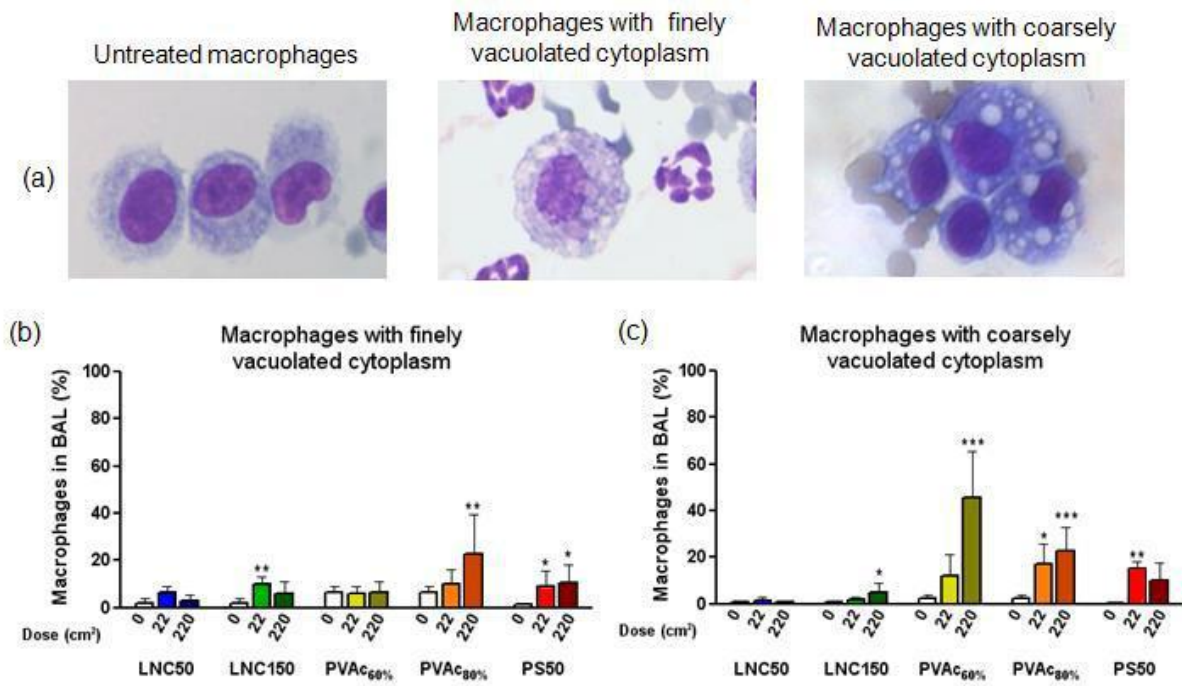 Untreated macrophages
Macrophages with finely
vacuolated cytoplasm
Macrophages with coarsely
vacuolated cytoplasm
(a)
(b)
Macrophages with finely
vacuolated cytoplasm
Macrophages in BAL (%)
100
80
60
40
20
0
**
**
*
*
Dose (cm²)
0 22 220 0 22 220 0 22 220 0 22 220 0 22 220
LNC50 LNC150 PVAc60% PVAc80% PS50
(c)
Macrophages with coarsely
vacuolated cytoplasm
Macrophages in BAL (%)
100
80
60
40
20
0
*
***
*
***
**
Dose (cm²)
0 22 220 0 22 220 0 22 220 0 22 220 0 22 220
LNC50 LNC150 PVAc60% PVAc80% PS50